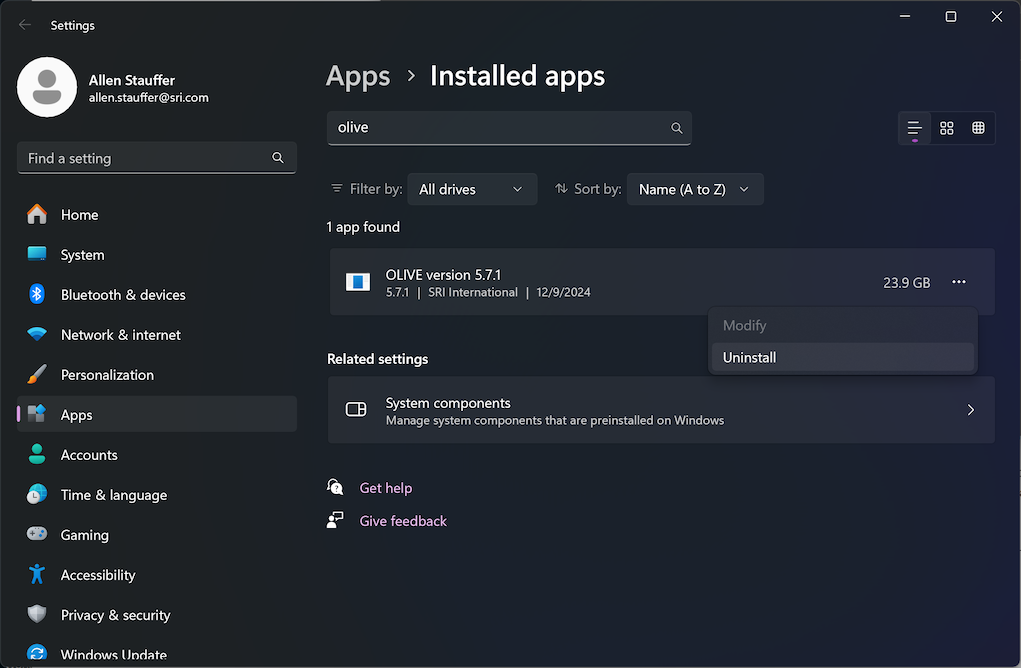 Settings
Allen Stauffer
allen.stauffer@sri.com
Find a setting
Home
System
Bluetooth & devices
Network & internet
Personalization
Apps
Accounts
Time & language
Gaming
Accessibility
Privacy & security
Windows Update
Apps > Installed apps
olive
Filter by: All drives Sort by: Name (A to Z)
1 app found
OLIVE version 5.7.1
5.7.1 | SRI International | 12/9/2024
23.9 GB
Modify
Uninstall
Related settings
System components
Manage system components that are preinstalled on Windows
Get help
Give feedback